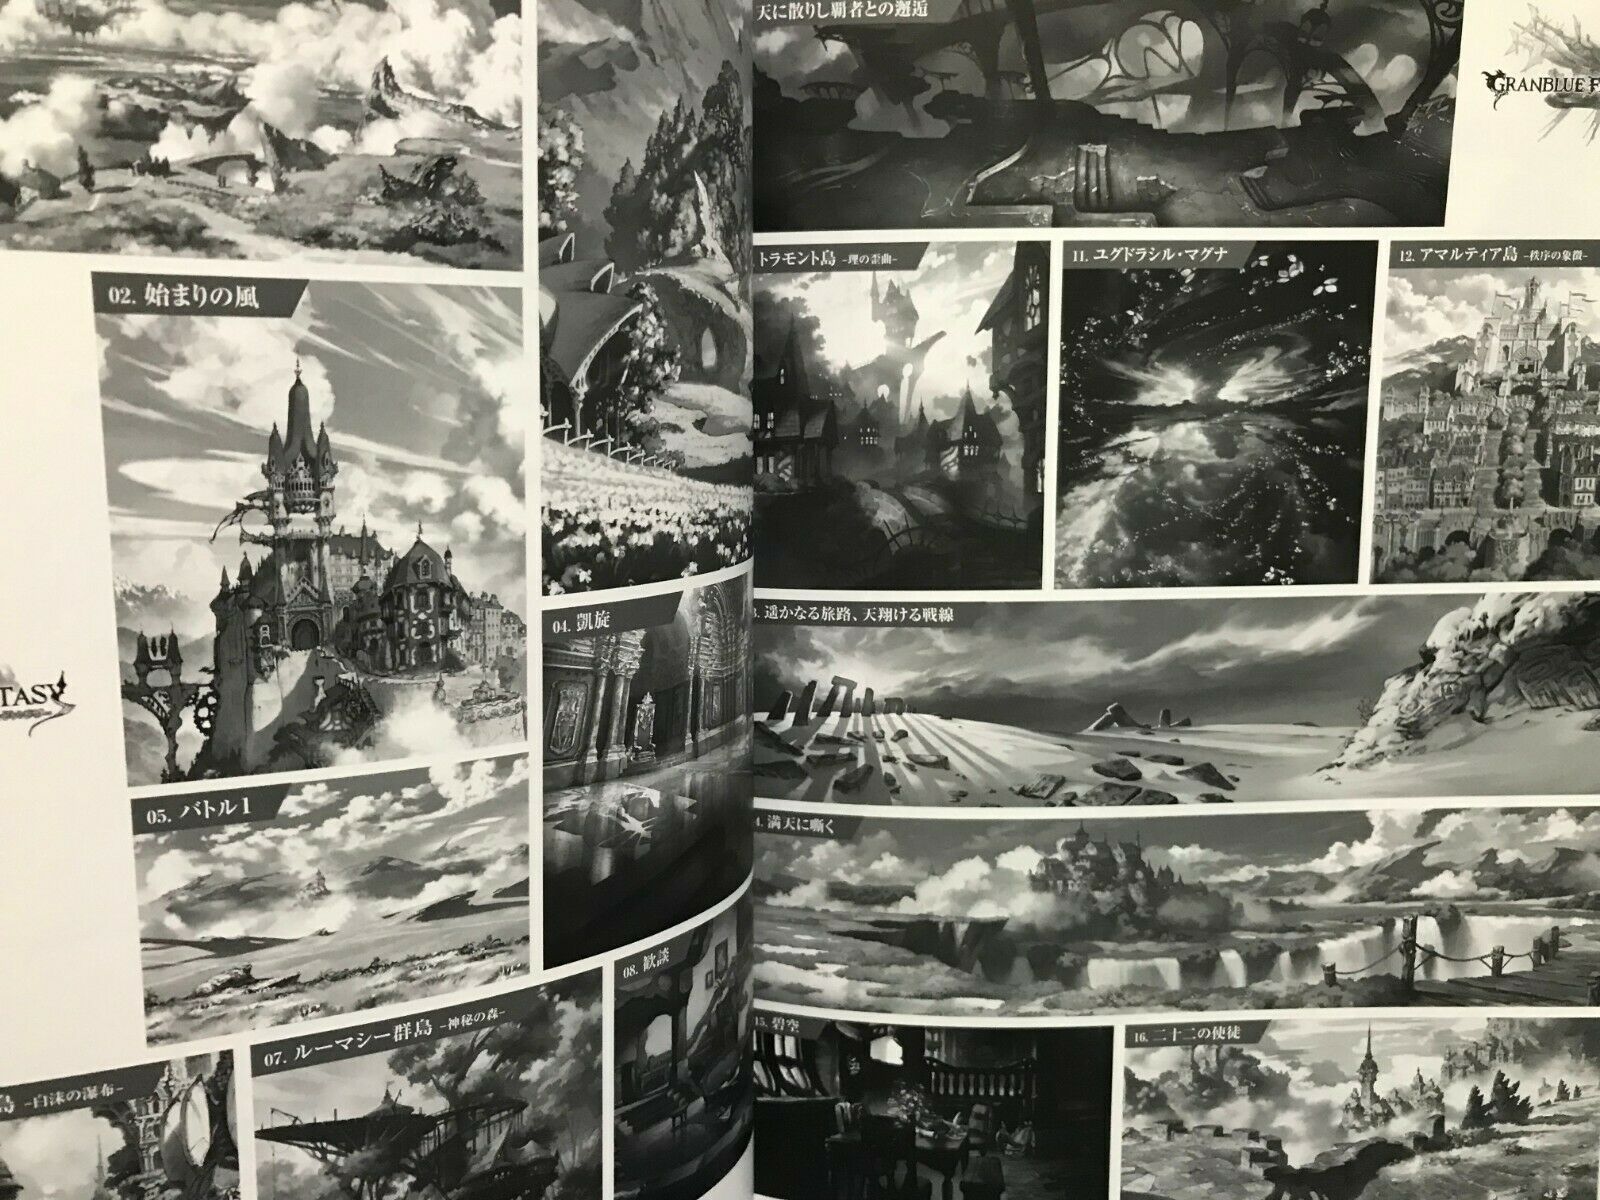 02. 始まりの風
04. 凱旋
TASY
05. バトル1
08. 歓談
07. ルーマシー群島 -神秘の森-
島 -白沫の瀑布-
天に散りし覇者との邂逅
GRANBLUE F
トラモント島 -理の歪曲-
11. ユグドラシル・マグナ
12. アマルティア島 -秩序の象徴-
3. 遥かなる旅路、天翔ける戦線
4. 満天に嘶く
15. 碧空
16. 二十二の使徒